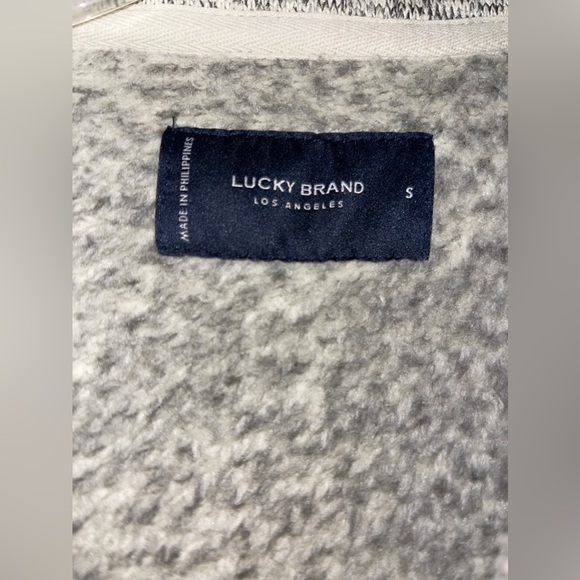 MADE IN PHILIPPINES
LUCKY BRAND
LOS ANGELES
S